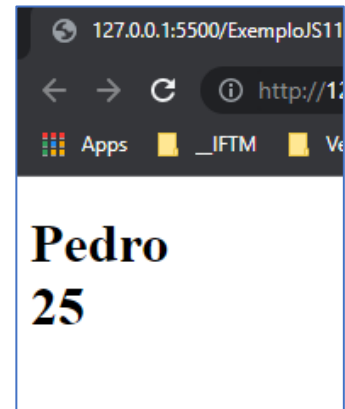 127.0.0.1:5500/ExemploJS11
http://12
Apps __IFTM Ve
Pedro
25